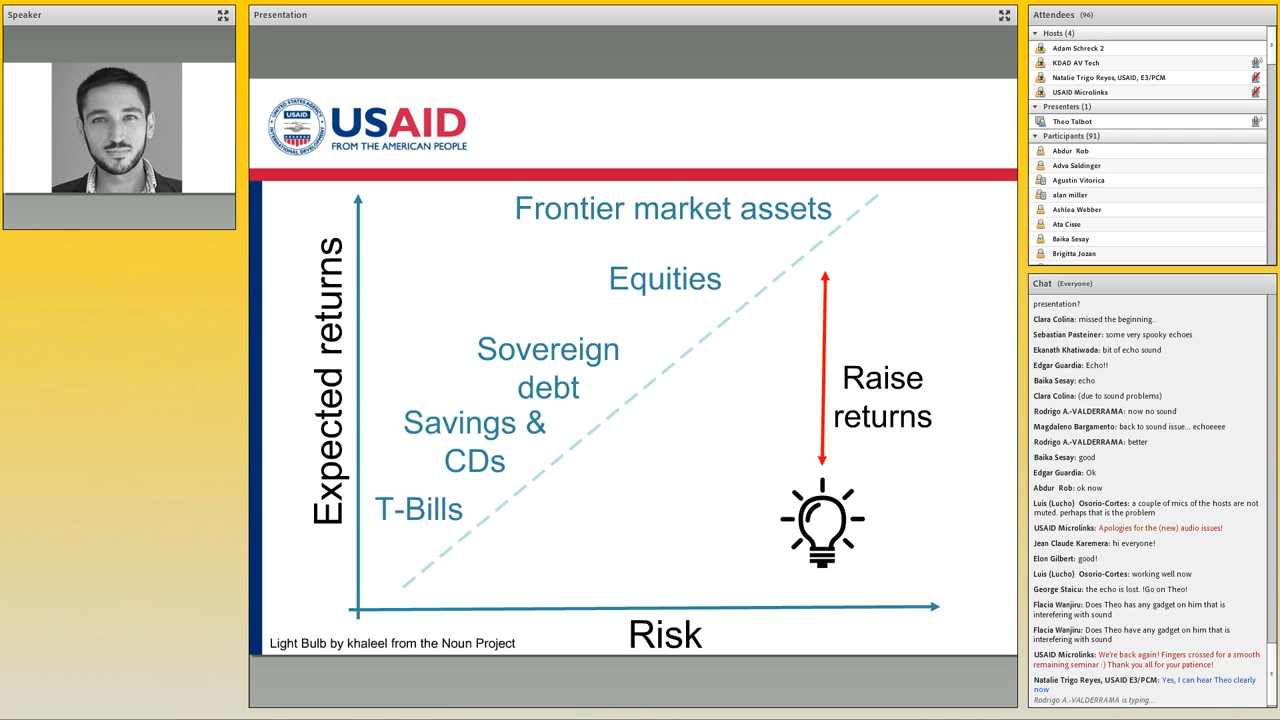 Speaker
Presentation
UNITED STATES AGENCY
USAID
INTERNATIONAL DEVELOPMENT
USAID
FROM THE AMERICAN PEOPLE
Frontier market assets
Equities
Sovereign
debt
Savings &
CDs
T-Bills
Expected returns
Raise
returns
Risk
Light Bulb by khaleel from the Noun Project
Attendees (96)
Hosts (4)
Adam Schreck 2
KDAD AV Tech
Natalie Trigo Reyes, USAID, E3/PCM
USAID Microlinks
Presenters (1)
Theo Talbot
Participants (91)
Abdur Rob
Adva Saldinger
Agustin Vitorica
alan miller
Ashlea Webber
Ata Cisse
Baika Sesay
Brigitta Jozan
Chat (Everyone)
presentation?
Clara Colina: missed the beginning..
Sebastian Pasteiner: some very spooky echoes
Ekanath Khatiwada: bit of echo sound
Edgar Guardia: Echo!!
Baika Sesay: echo
Clara Colina: (due to sound problems)
Rodrigo A.-VALDERRAMA: now no sound
Magdaleno Bargamento: back to sound issue... echoeeee
Rodrigo A.-VALDERRAMA: better
Baika Sesay: good
Edgar Guardia: Ok
Abdur Rob: ok now
Luis (Lucho) Osorio-Cortes: a couple of mics of the hosts are not
muted. perhaps that is the problem
USAID Microlinks: Apologies for the (new) audio issues!
Jean Claude Karemera: hi everyone!
Elon Gilbert: good!
Luis (Lucho) Osorio-Cortes: working well now
George Staicu: the echo is lost. !Go on Theo!
Flacia Wanjiru: Does Theo has any gadget on him that is
interefering with sound
Flacia Wanjiru: Does Theo have any gadget on him that is
interefering with sound
USAID Microlinks: We're back again! Fingers crossed for a smooth
remaining seminar :) Thank you all for your patience!
Natalie Trigo Reyes, USAID E3/PCM: Yes, I can hear Theo clearly
now
Rodrigo A.-VALDERRAMA is typing...